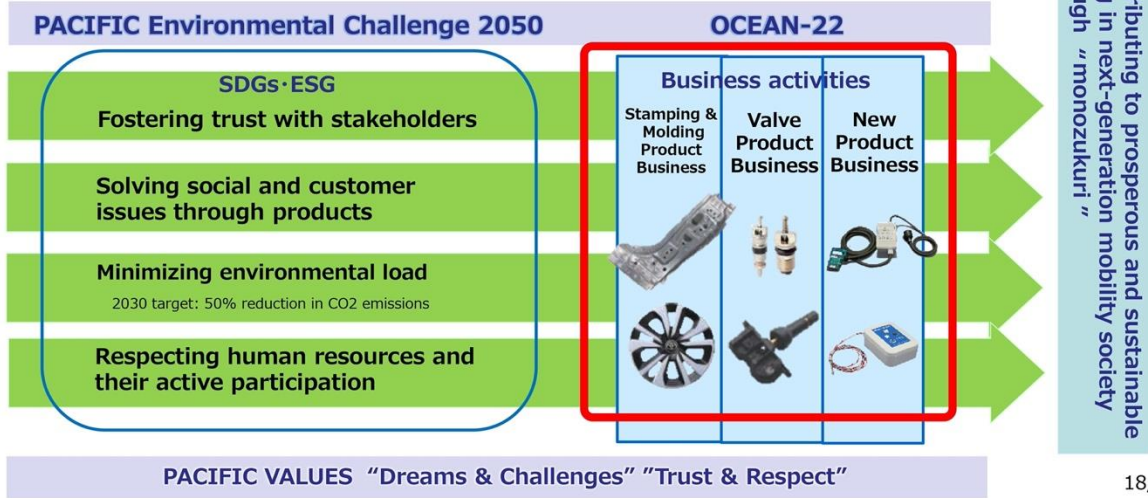 PACIFIC Environmental Challenge 2050
OCEAN-22
SDGs･ESG
Fostering trust with stakeholders
Solving social and customer
issues through products
Minimizing environmental load
2030 target: 50% reduction in CO2 emissions
Respecting human resources and
their active participation
Business activities
Stamping &
Molding
Product
Business
Valve
Product
Business
New
Product
Business
to prosperous and sustainable
in next-generation mobility society
“monozukuri ”
PACIFIC VALUES “Dreams & Challenges” ”Trust & Respect”
18